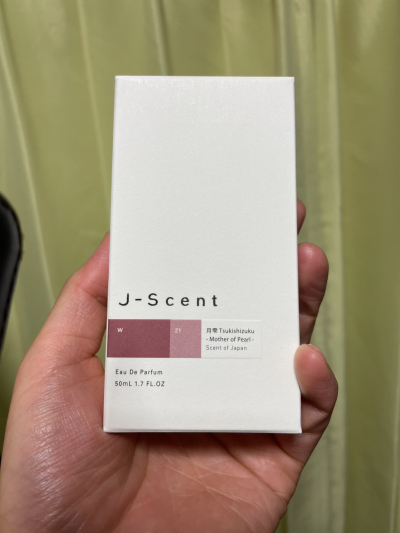 J-Scent
W 21 月雫 Tsukishizuku
- Mother of Pearl -
Scent of Japan
Eau De Parfum
50mL 1.7 FL.OZ